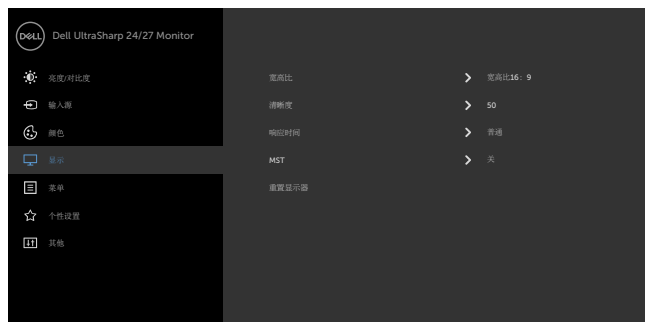 DELL Dell UltraSharp 24/27 Monitor
亮度/对比度
输入源
颜色
显示
菜单
个性设置
其他
宽高比 宽高比16：9
清晰度 50
响应时间 普通
MST 关
重置显示器